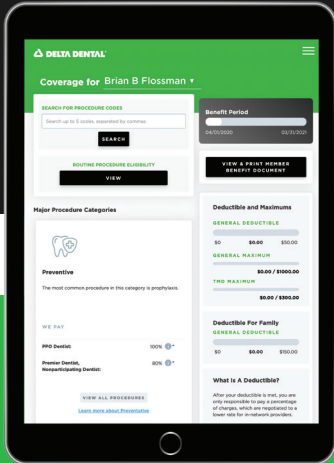 DELTA DENTAL
Coverage for Brian B Flossman
SEARCH FOR PROCEDURE CODES
Search up to 5 codes, separated by commas
SEARCH
ROUTINE PROCEDURE ELIGIBILITY
VIEW
Benefit Period
04/01/2020 03/31/2021
VIEW & PRINT MEMBER
BENEFIT DOCUMENT
Major Procedure Categories
Preventive
The most common procedure in this category is prophylaxis.
WE PAY
PPO Dentist: 100% *
Premier Dentist,
Nonparticipating Dentist: 80% *
VIEW ALL PROCEDURES
Learn more about Preventative
Deductible and Maximums
GENERAL DEDUCTIBLE
$0 $0.00 $50.00
GENERAL MAXIMUM
$0.00 / $1000.00
TMD MAXIMUM
$0.00 / $300.00
Deductible For Family
GENERAL DEDUCTIBLE
$0 $0.00 $150.00
What Is A Deductible?
After your deductible is met, you are
only responsible to pay a percentage
of charges, which are negotiated to a
lower rate for in-network providers.